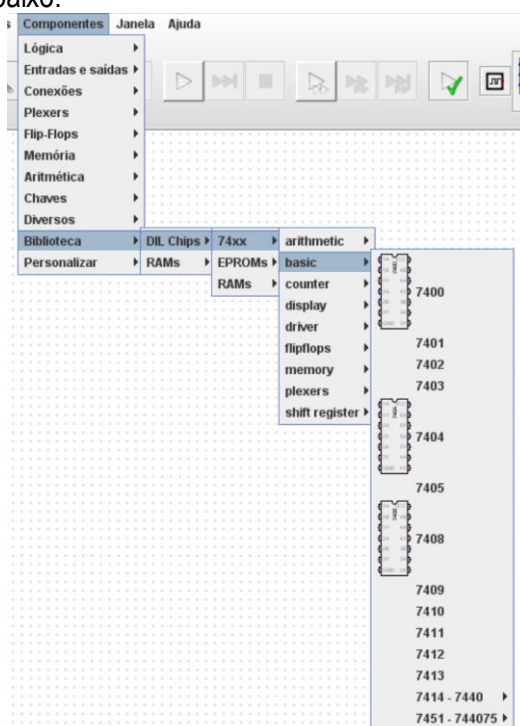 baixo:
s Componentes Janela Ajuda
Lógica
Entradas e saídas
Conexões
Plexers
Flip-Flops
Memória
Aritmética
Chaves
Diversos
Biblioteca
Personalizar
DIL Chips
RAMs
74xx
EPROMs
RAMs
arithmetic
basic
counter
display
driver
flipflops
memory
plexers
shift register
7400
7401
7402
7403
7404
7405
7408
7409
7410
7411
7412
7413
7414 - 7440
7451 - 744075